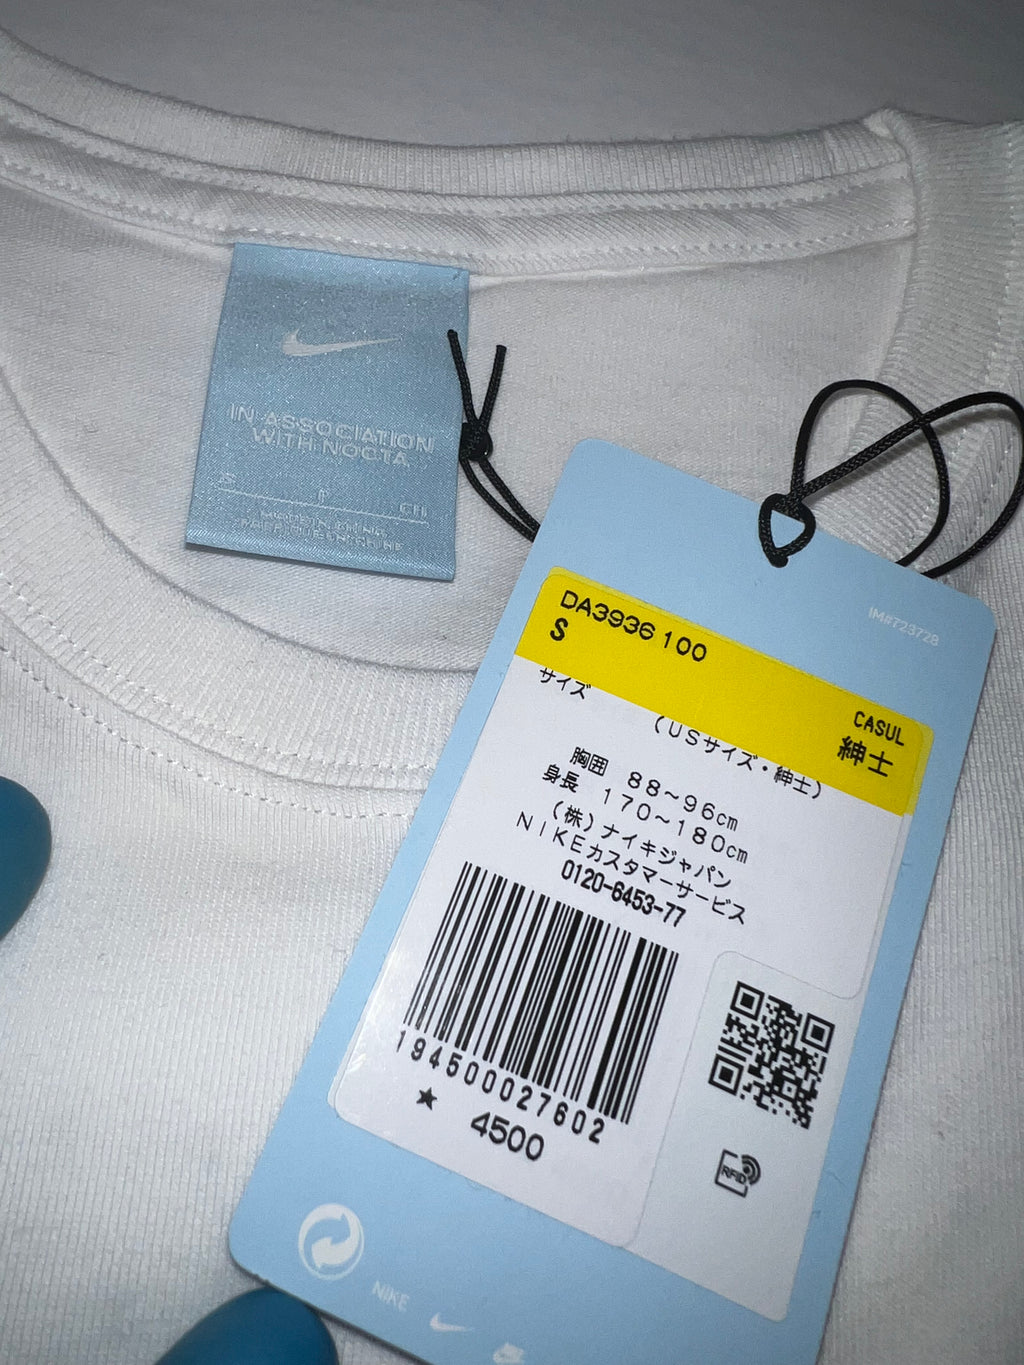 IN ASSOCIATION
WITH NOCTA
S P CH
IM#723728
DA3936 100
S
CASUL
サイズ
紳士
(USサイズ・紳士)
胸囲 88~96cm
身長 170~180cm
(株)ナイキジャパン
NIKEカスタマーサービス
0120-6453-77
194500027602
★ 4500
RFID
NIKE